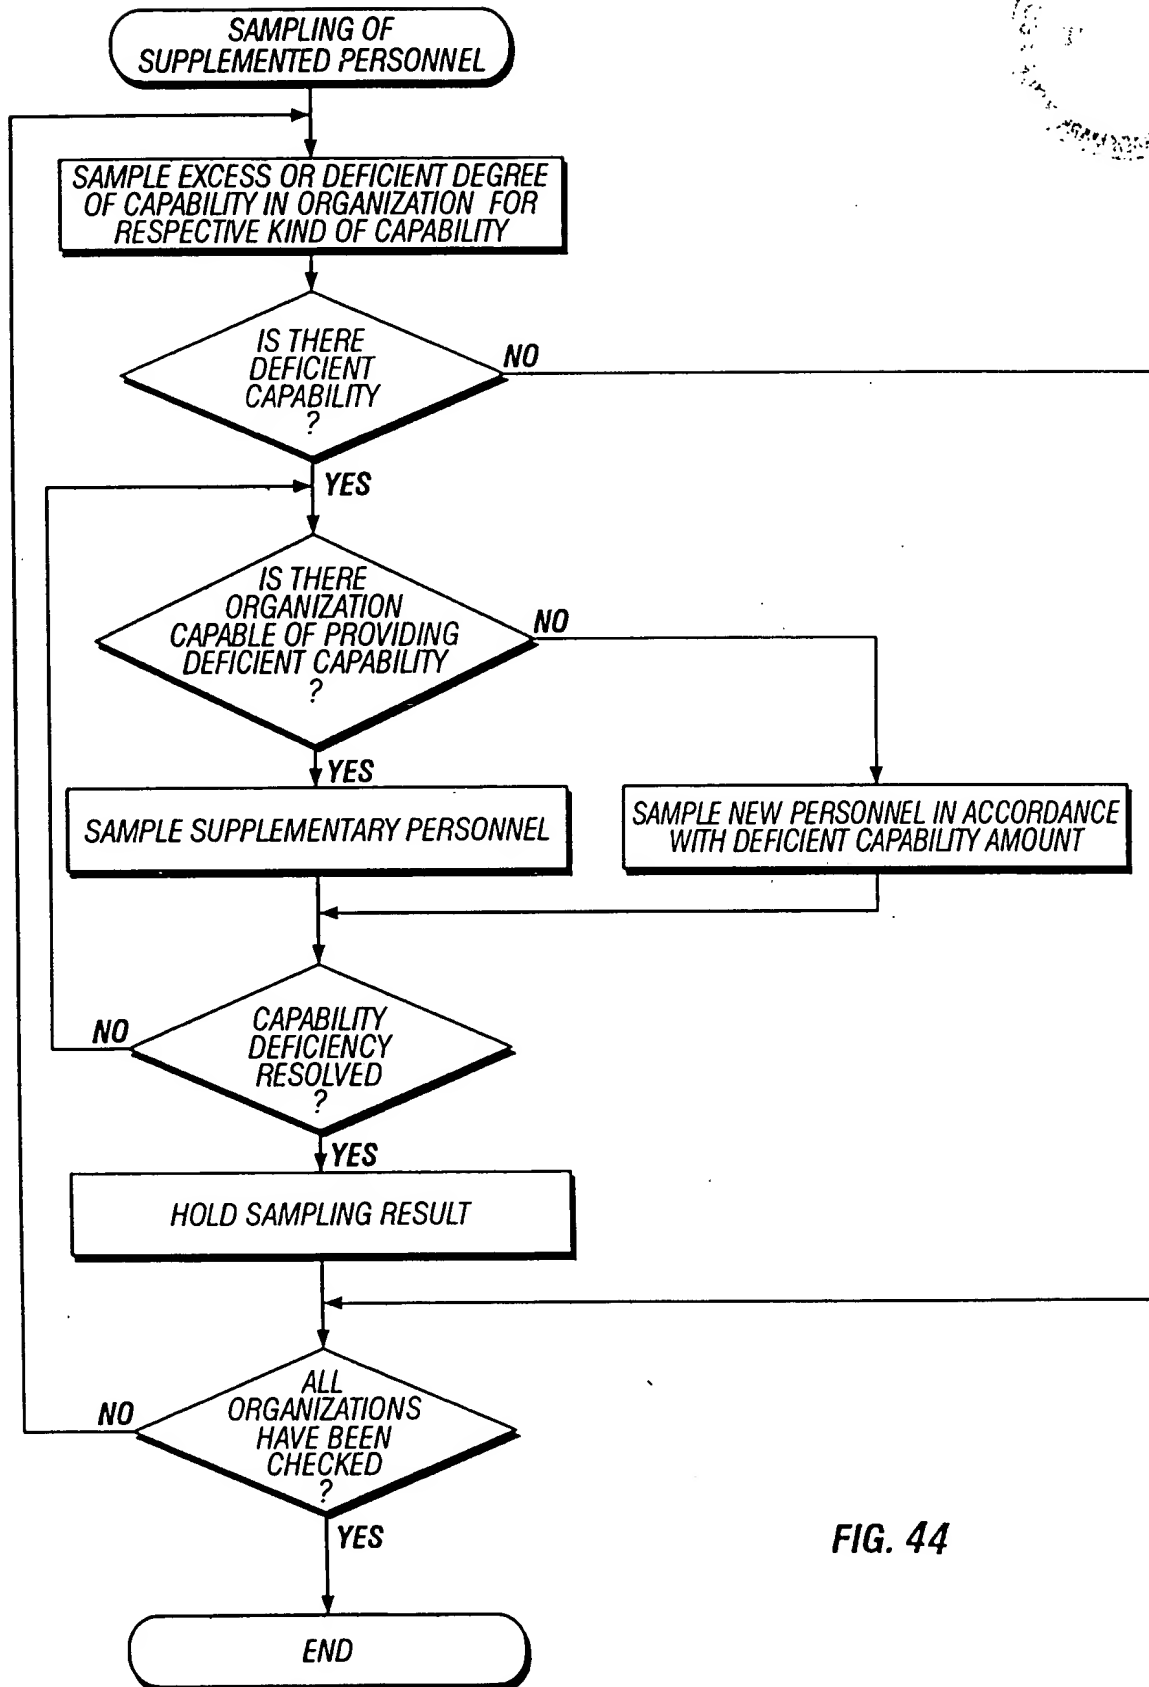 SAMPLING OF
SUPPLEMENTED PERSONNEL
SAMPLE EXCESS OR DEFICIENT DEGREE
OF CAPABILITY IN ORGANIZATION FOR
RESPECTIVE KIND OF CAPABILITY
IS THERE
DEFICIENT
CAPABILITY
?
NO
YES
IS THERE
ORGANIZATION
CAPABLE OF PROVIDING
DEFICIENT CAPABILITY
?
NO
YES
SAMPLE SUPPLEMENTARY PERSONNEL
SAMPLE NEW PERSONNEL IN ACCORDANCE
WITH DEFICIENT CAPABILITY AMOUNT
NO
CAPABILITY
DEFICIENCY
RESOLVED
?
YES
HOLD SAMPLING RESULT
NO
ALL
ORGANIZATIONS
HAVE BEEN
CHECKED
?
YES
FIG. 44
END